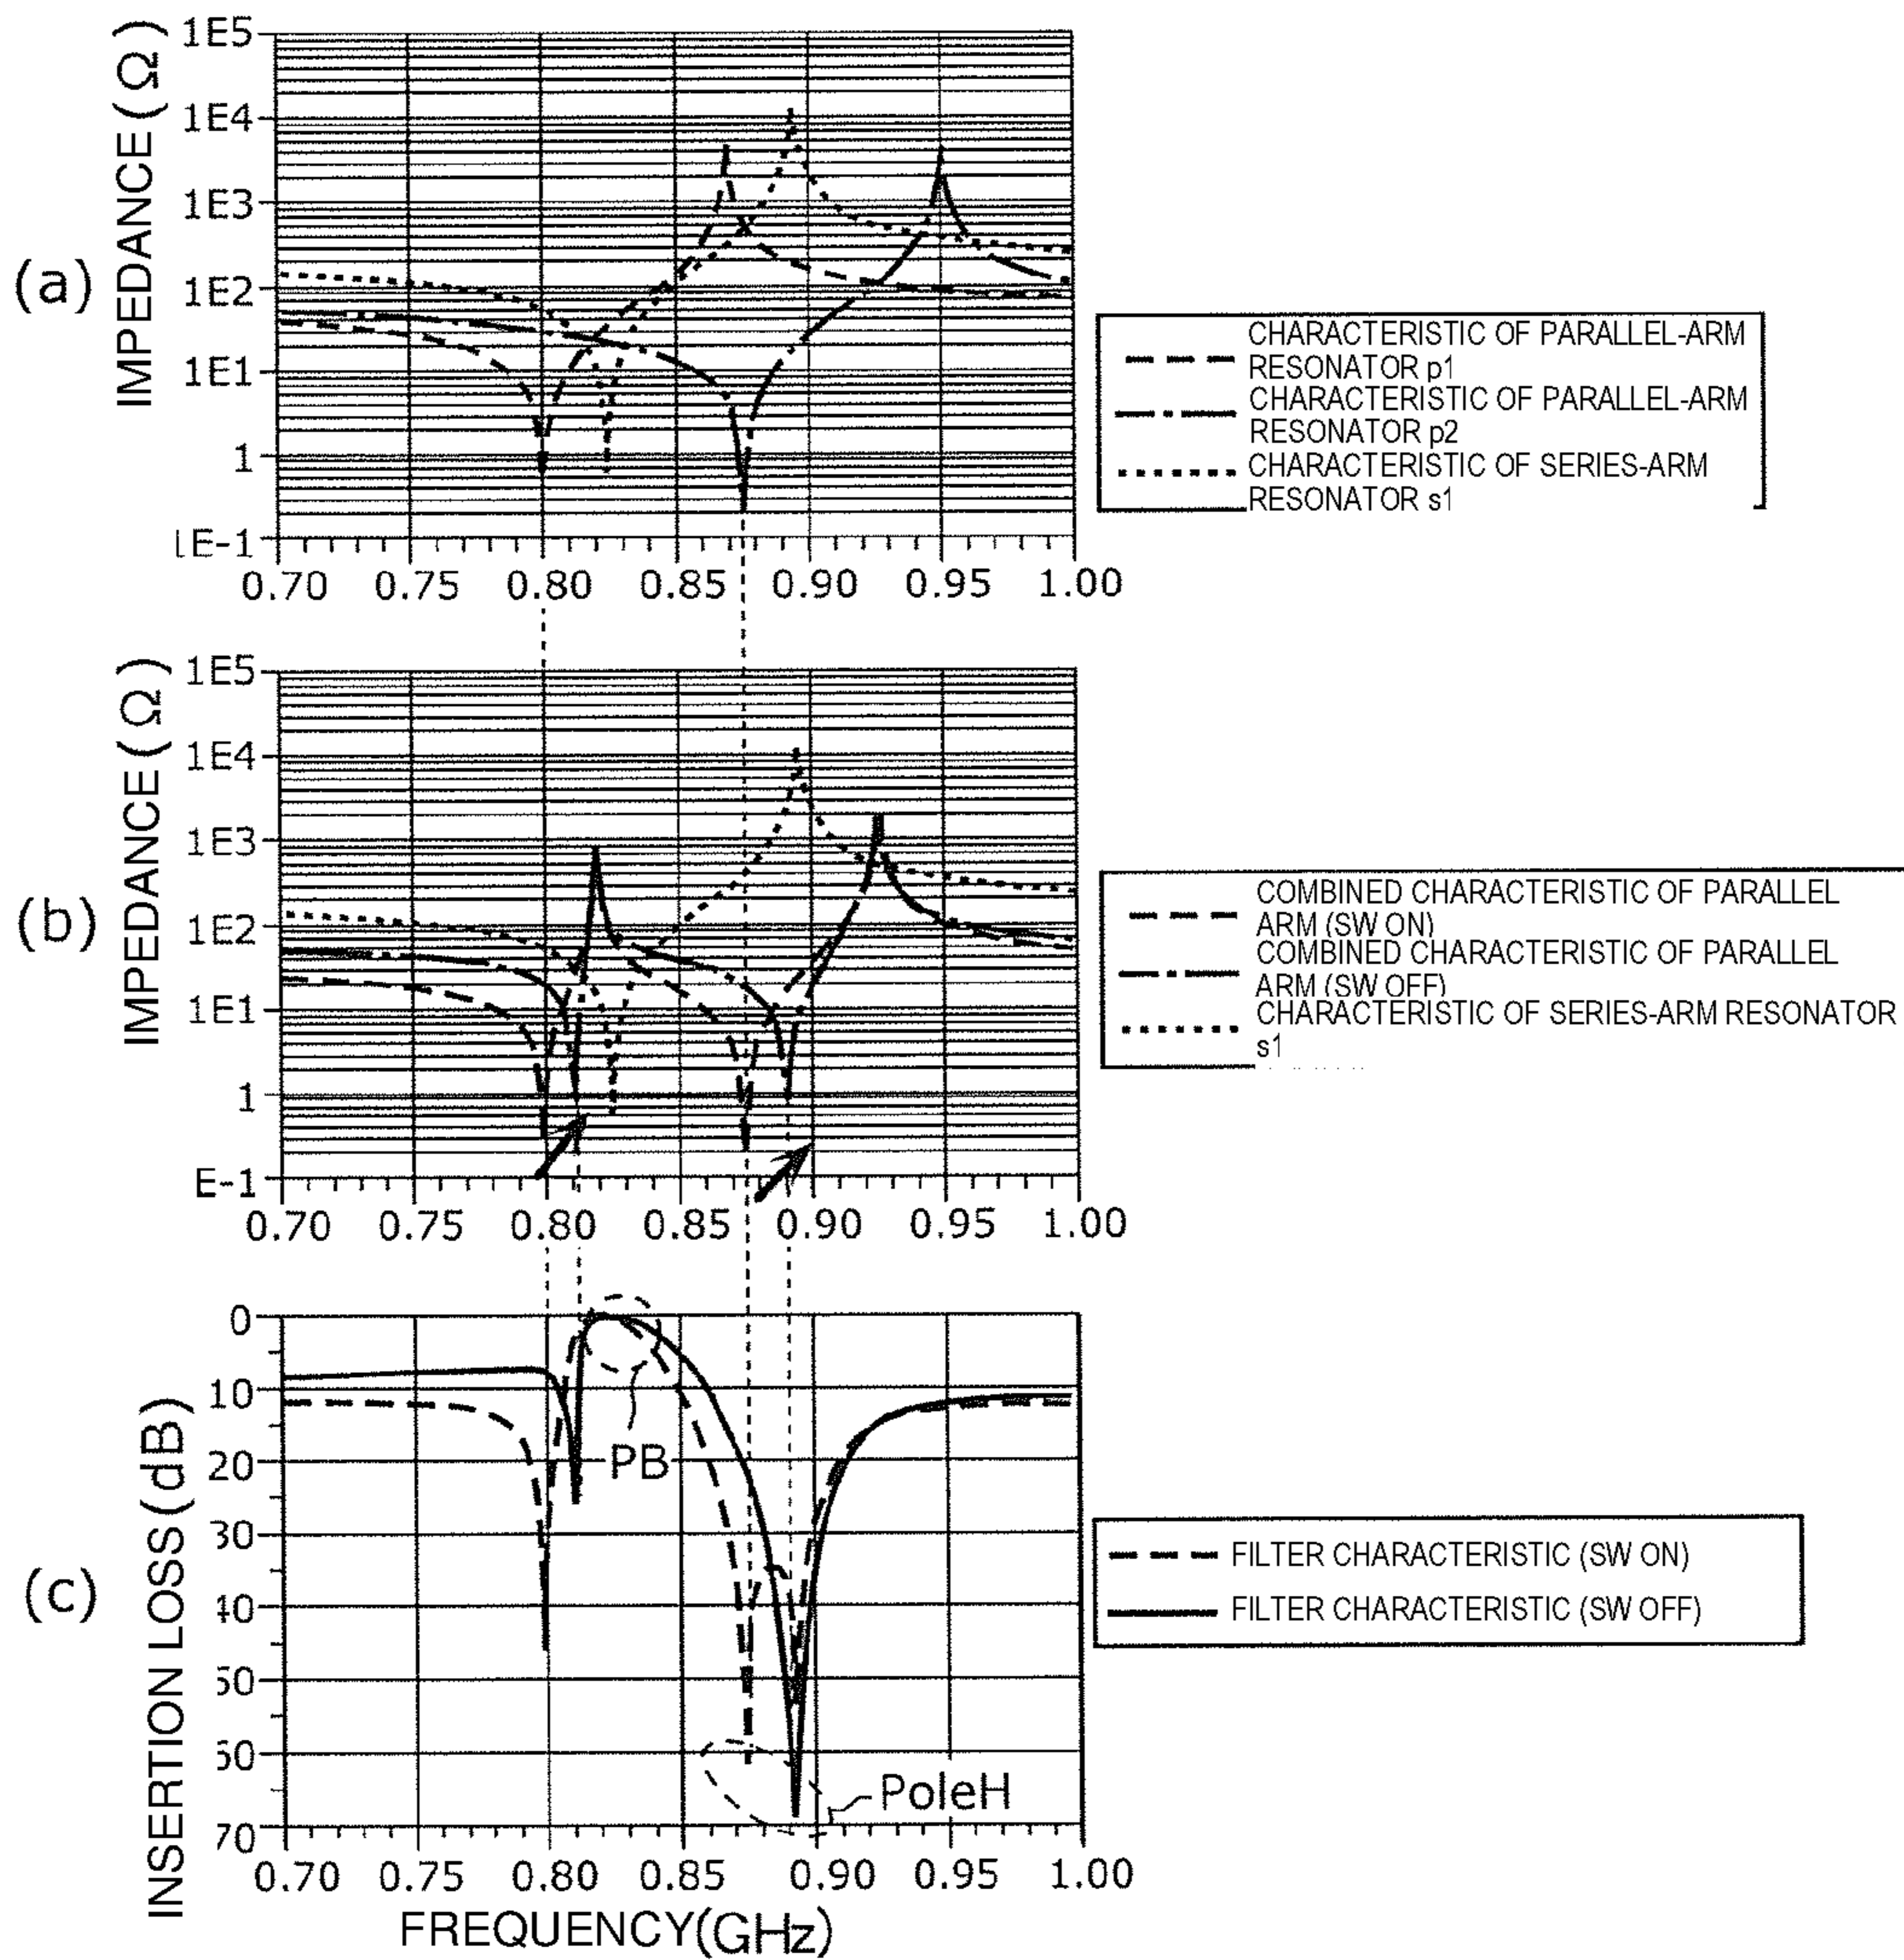 (a)
IMPEDANCE (Ω)
1E5
1E4
1E3
1E2
1E1
1
1E-1
0.70 0.75 0.80 0.85 0.90 0.95 1.00
CHARACTERISTIC OF PARALLEL-ARM
RESONATOR p1
CHARACTERISTIC OF PARALLEL-ARM
RESONATOR p2
CHARACTERISTIC OF SERIES-ARM
RESONATOR s1
(b)
IMPEDANCE (Ω)
1E5
1E4
1E3
1E2
1E1
1
E-1
0.70 0.75 0.80 0.85 0.90 0.95 1.00
COMBINED CHARACTERISTIC OF PARALLEL
ARM (SW ON)
COMBINED CHARACTERISTIC OF PARALLEL
ARM (SW OFF)
CHARACTERISTIC OF SERIES-ARM RESONATOR
s1
(c)
INSERTION LOSS (dB)
0
10
20
30
40
50
60
70
PB
PoleH
0.70 0.75 0.80 0.85 0.90 0.95 1.00
FREQUENCY(GHz)
FILTER CHARACTERISTIC (SW ON)
FILTER CHARACTERISTIC (SW OFF)